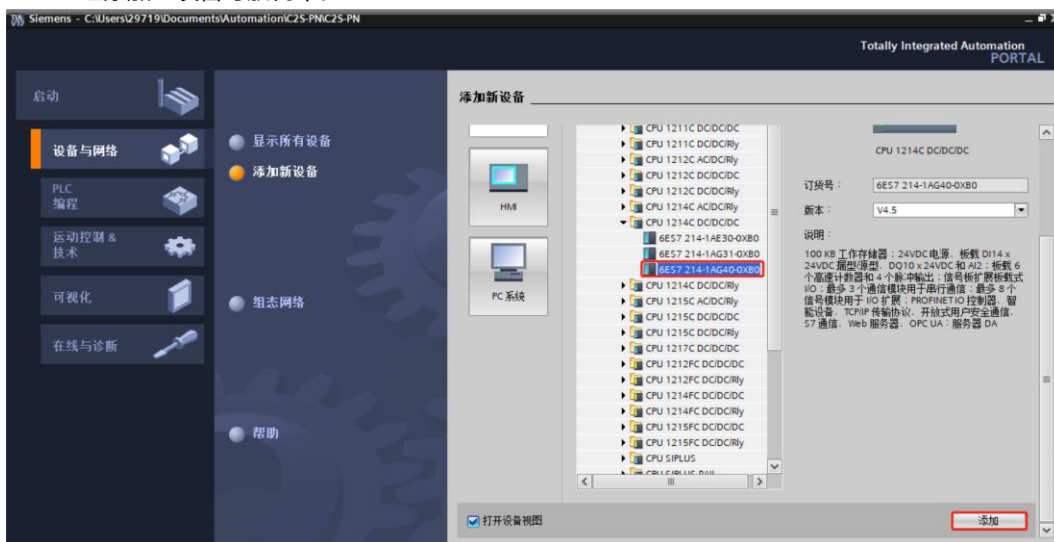 Siemens - C:\Users\29719\Documents\Automation\C2S-PN\C2S-PN
Totally Integrated Automation
PORTAL
启动
设备与网络
PLC
编程
运动控制 &
技术
可视化
在线与诊断
显示所有设备
添加新设备
组态网络
帮助
添加新设备
HMI
PC 系统
CPU 1211C DC/DC/DC
CPU 1211C DC/DC/Rly
CPU 1212C AC/DC/Rly
CPU 1212C DC/DC/DC
CPU 1212C DC/DC/Rly
CPU 1214C AC/DC/Rly
CPU 1214C DC/DC/DC
6ES7 214-1AE30-0XB0
6ES7 214-1AG31-0XB0
6ES7 214-1AG40-0XB0
CPU 1214C DC/DC/Rly
CPU 1215C AC/DC/Rly
CPU 1215C DC/DC/DC
CPU 1215C DC/DC/Rly
CPU 1217C DC/DC/DC
CPU 1212FC DC/DC/DC
CPU 1212FC DC/DC/Rly
CPU 1214FC DC/DC/DC
CPU 1214FC DC/DC/Rly
CPU 1215FC DC/DC/DC
CPU 1215FC DC/DC/Rly
CPU SIPLUS
CPU 1214C DC/DC/DC
订货号：
6ES7 214-1AG40-0XB0
版本：
V4.5
说明：
100 KB 工作存储器；24VDC 电源，板载 DI14 x
24VDC 漏型/源型，DQ10 x 24VDC 和 AI2；板载 6
个高速计数器和 4 个脉冲输出；信号板扩展板载式
I/O；最多 3 个通信模块用于串行通信；最多 8 个
信号模块用于 I/O 扩展；PROFINET IO 控制器、智
能设备、TCP/IP 传输协议、开放式用户安全通信、
S7 通信、Web 服务器、OPC UA：服务器 DA
打开设备视图
添加